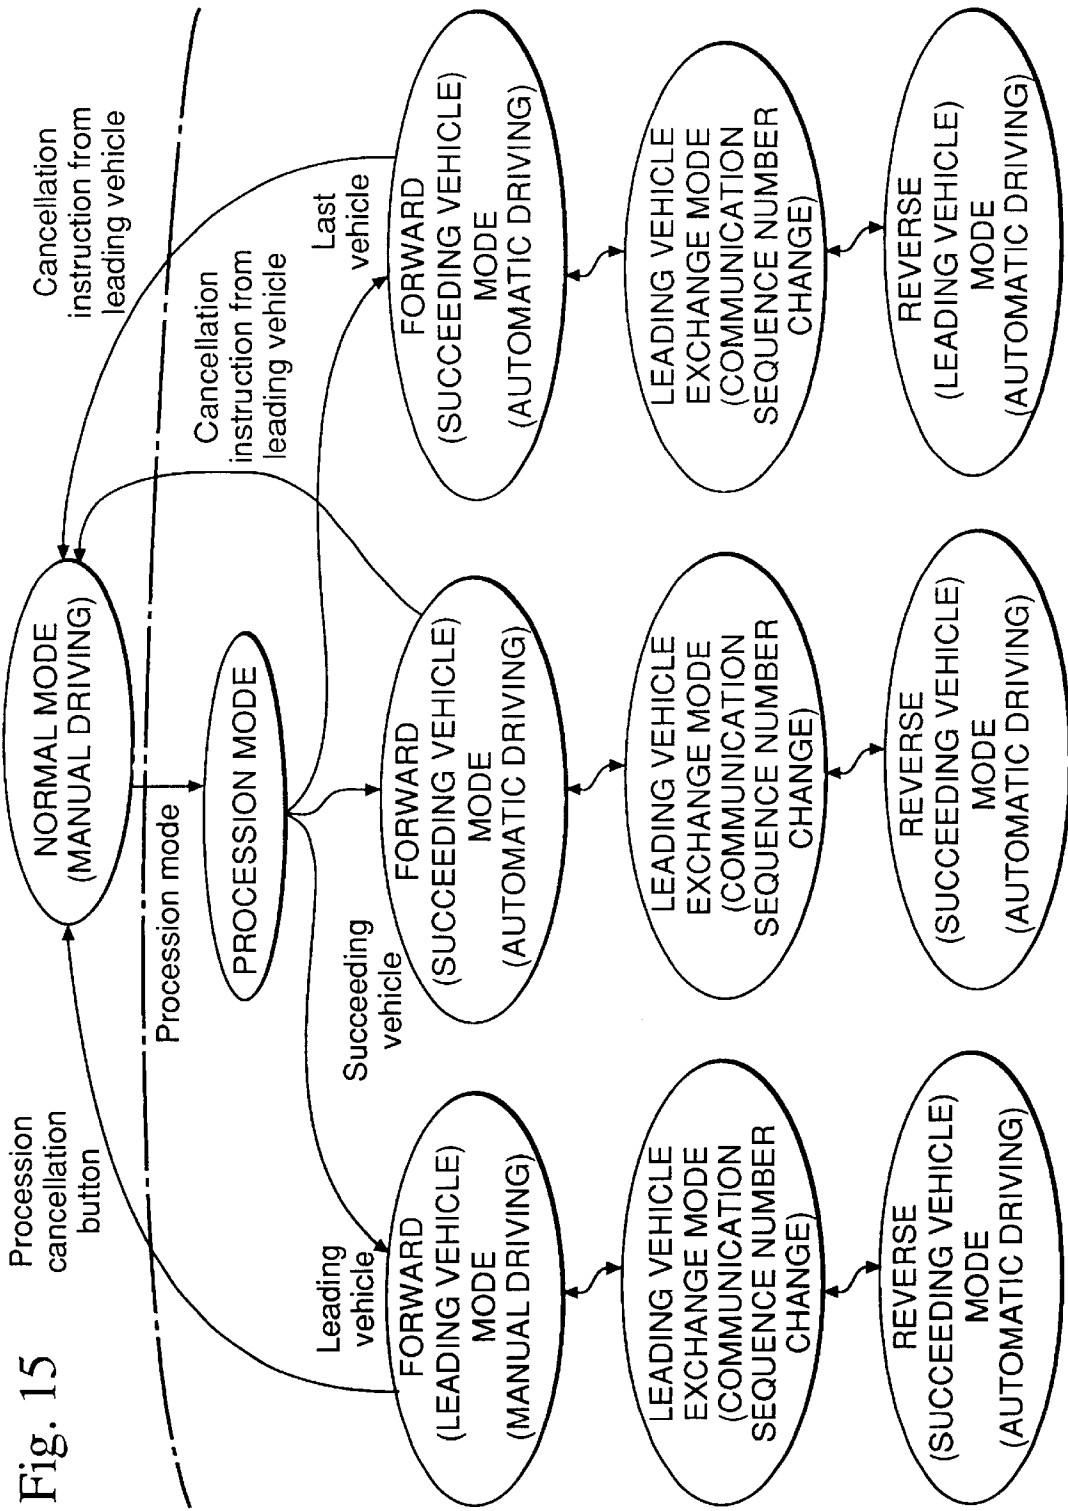 Fig. 15
Procession
cancellation
button
NORMAL MODE
(MANUAL DRIVING)
Cancellation
instruction from
leading vehicle
Procession mode
PROCESSION MODE
Cancellation
instruction from
leading vehicle
Leading
vehicle
Succeeding
vehicle
Last
vehicle
FORWARD
(LEADING VEHICLE)
MODE
(MANUAL DRIVING)
FORWARD
(SUCCEEDING VEHICLE)
MODE
(AUTOMATIC DRIVING)
FORWARD
(SUCCEEDING VEHICLE)
MODE
(AUTOMATIC DRIVING)
LEADING VEHICLE
EXCHANGE MODE
(COMMUNICATION
SEQUENCE NUMBER
CHANGE)
LEADING VEHICLE
EXCHANGE MODE
(COMMUNICATION
SEQUENCE NUMBER
CHANGE)
LEADING VEHICLE
EXCHANGE MODE
(COMMUNICATION
SEQUENCE NUMBER
CHANGE)
REVERSE
(SUCCEEDING VEHICLE)
MODE
(AUTOMATIC DRIVING)
REVERSE
(SUCCEEDING VEHICLE)
MODE
(AUTOMATIC DRIVING)
REVERSE
(LEADING VEHICLE)
MODE
(AUTOMATIC DRIVING)